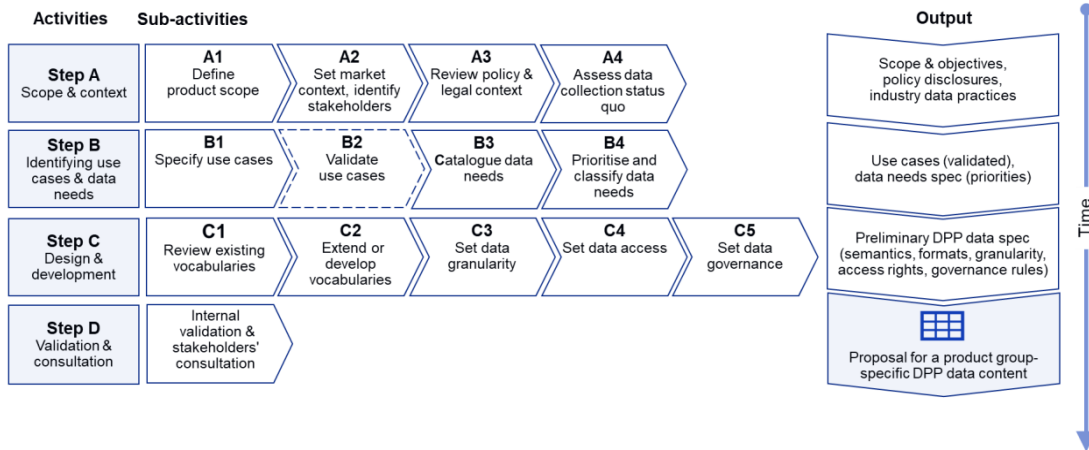 Activities
Sub-activities
Output
Step A
Scope & context
A1
Define
product scope
A2
Set market
context, identify
stakeholders
A3
Review policy &
legal context
A4
Assess data
collection status
quo
Scope & objectives,
policy disclosures,
industry data practices
Step B
Identifying use
cases & data
needs
B1
Specify use cases
B2
Validate
use cases
B3
Catalogue data
needs
B4
Prioritise and
classify data
needs
Use cases (validated),
data needs spec (priorities)
Step C
Design &
development
C1
Review existing
vocabularies
C2
Extend or
develop
vocabularies
C3
Set data
granularity
C4
Set data access
C5
Set data
governance
Preliminary DPP data spec
(semantics, formats, granularity,
access rights, governance rules)
Step D
Validation &
consultation
Internal
validation &
stakeholders'
consultation
Proposal for a product group-
specific DPP data content
Time